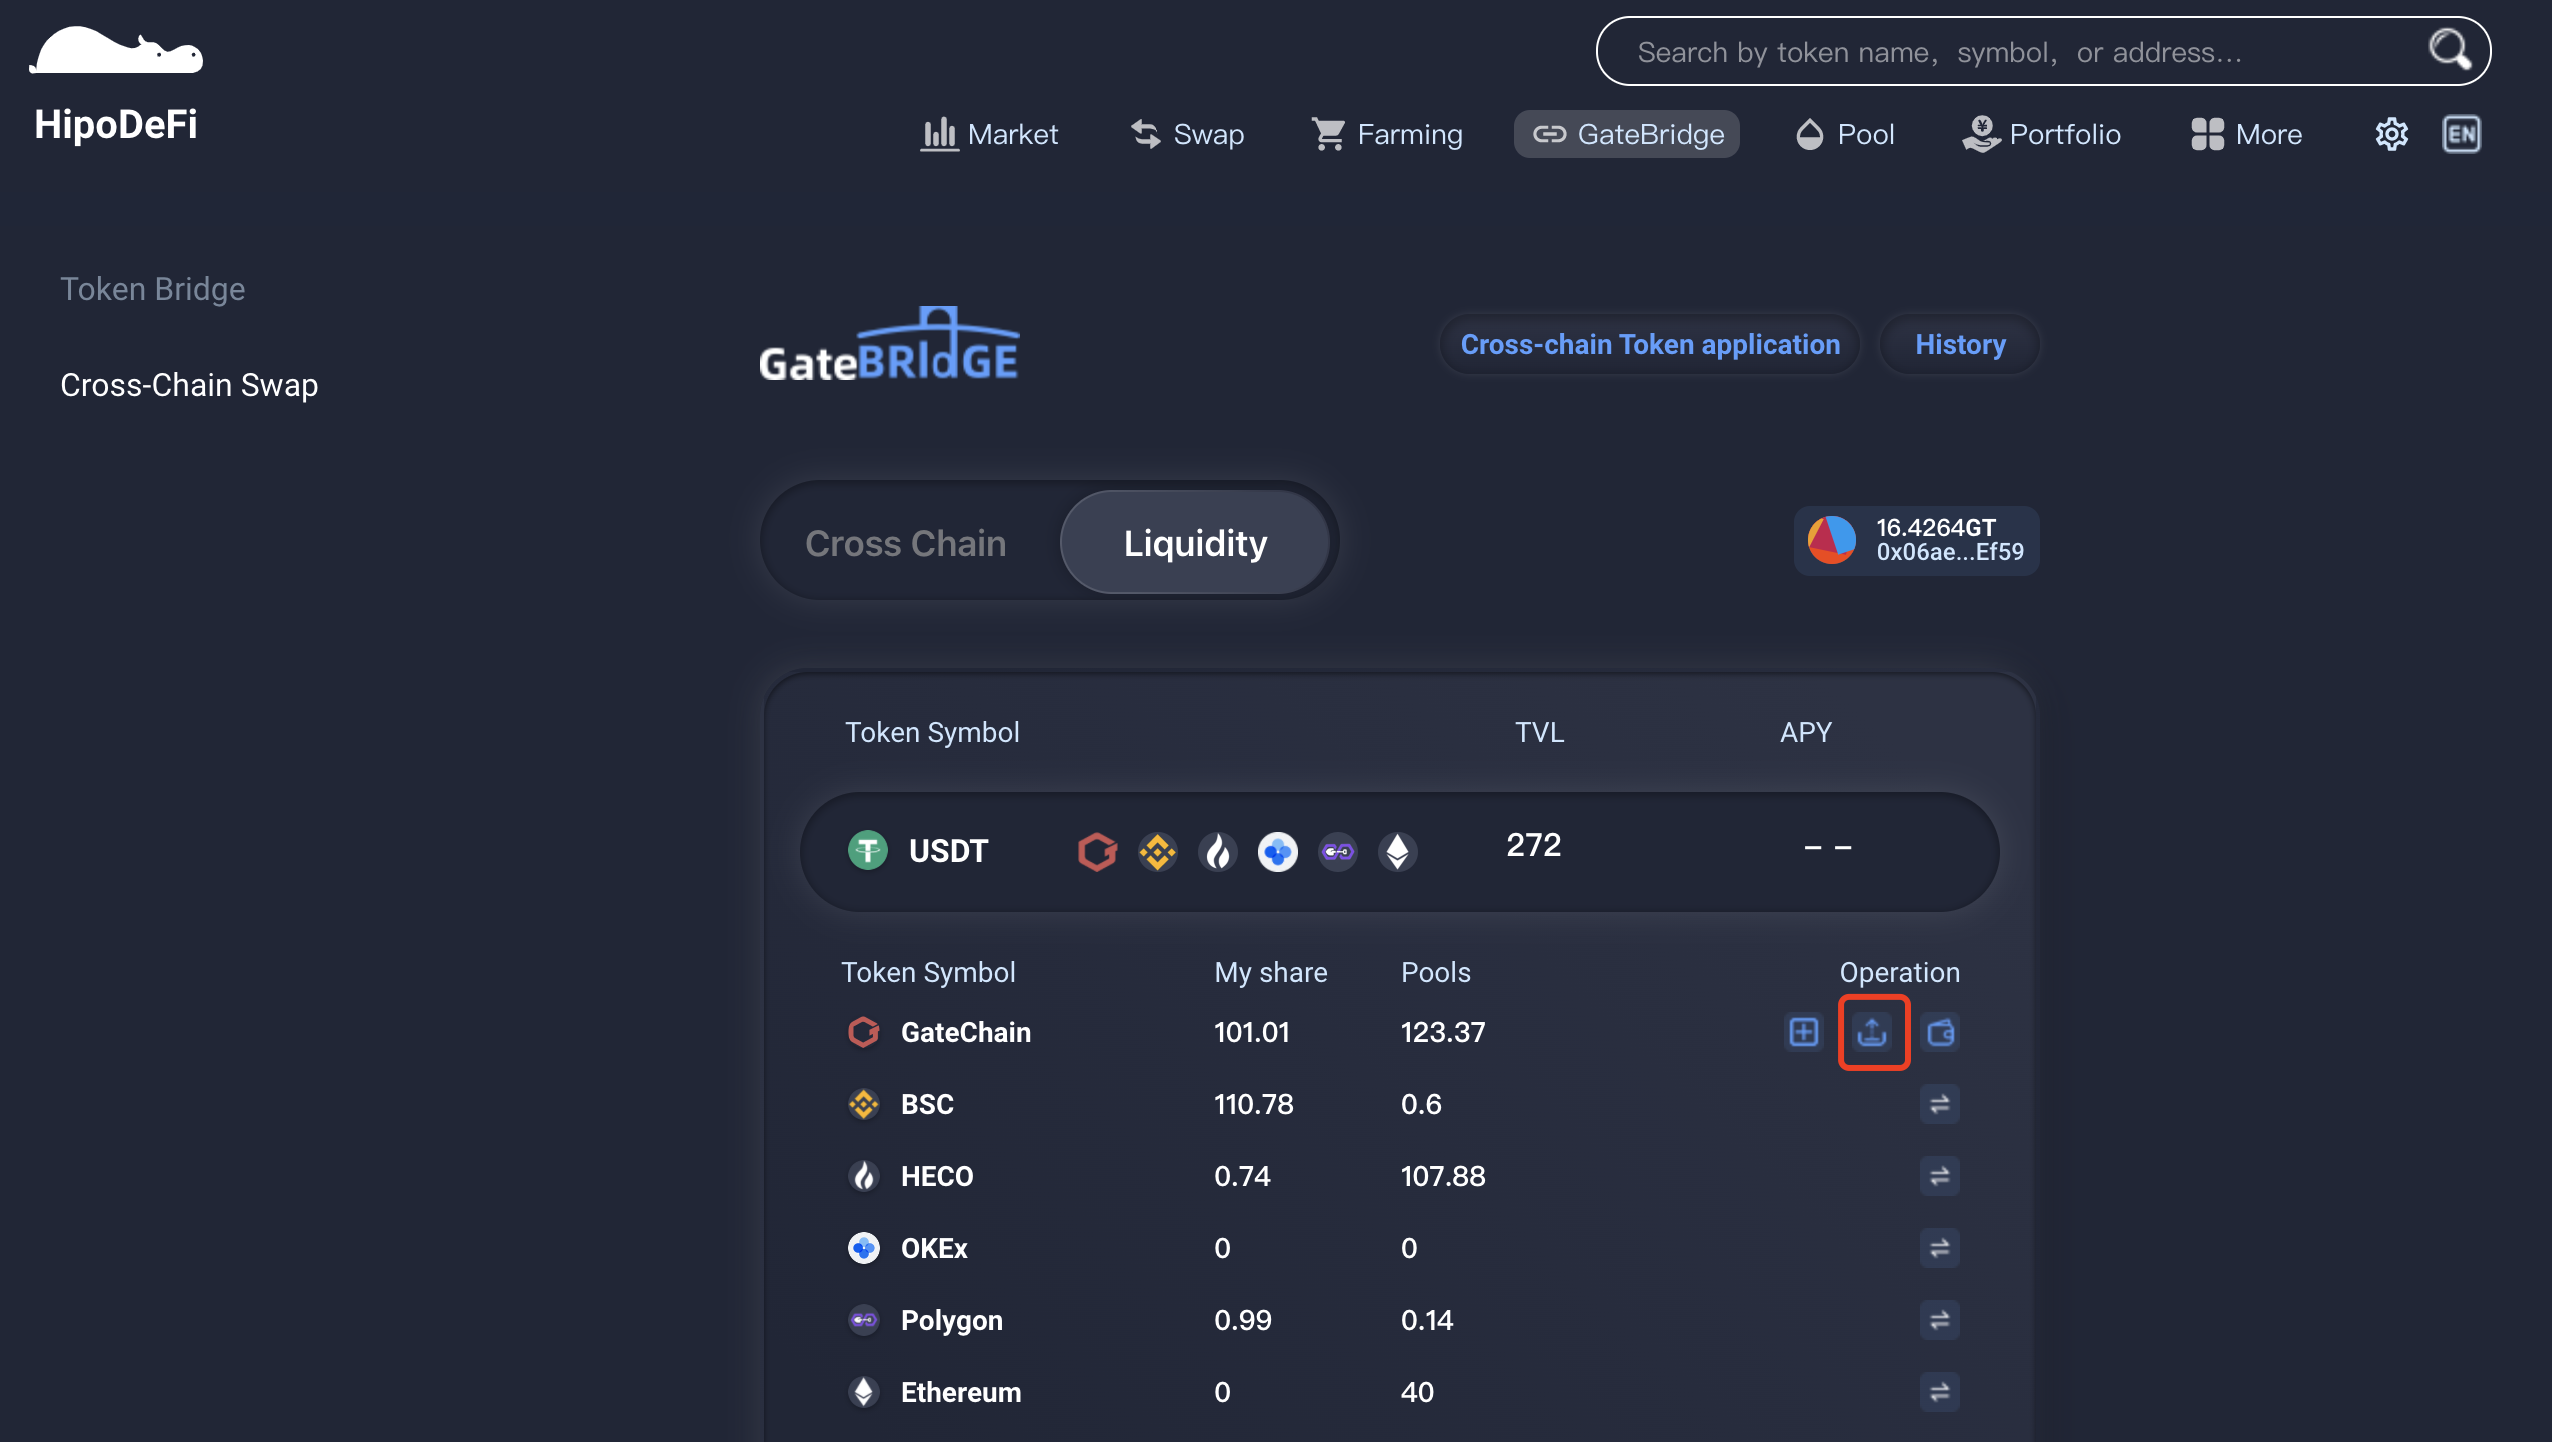 Search by token name, symbol, or address...
HipoDeFi
Market Swap Farming GateBridge Pool ¥ Portfolio More EN
Token Bridge
Cross-Chain Swap
GateBRIdGE
Cross-chain Token application History
Cross Chain Liquidity
16.4264GT
0x06ae...Ef59
Token Symbol TVL APY
USDT 272 – –
Token Symbol My share Pools Operation
GateChain 101.01 123.37
BSC 110.78 0.6
HECO 0.74 107.88
OKEx 0 0
Polygon 0.99 0.14
Ethereum 0 40